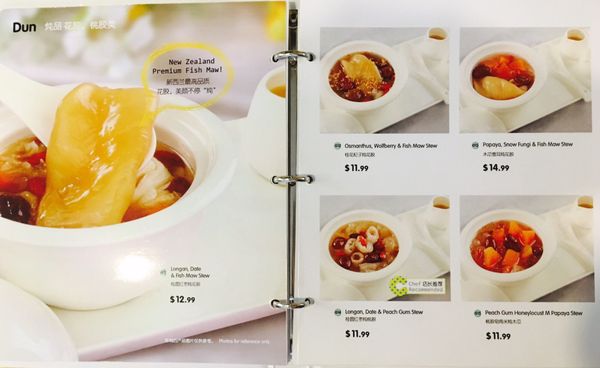 Dun 炖品 花胶、桃胶类
New Zealand
Premium Fish Maw!
新西兰最高品质
花胶，美颜不停 “炖”
Longan, Date
& Fish Maw Stew
桂圆红枣炖花胶
$ 12.99
Photos for reference only
Osmanthus, Wolfberry & Fish Maw Stew
桂花杞子炖花胶
$ 11.99
Papaya, Snow Fungi & Fish Maw Stew
木瓜雪耳炖花胶
$ 14.99
Chef 店长推荐
Recommended
Longan, Date & Peach Gum Stew
桂圆红枣炖桃胶
$ 11.99
Peach Gum Honeylocust M Papaya Stew
桃胶皂角米炖木瓜
$ 11.99